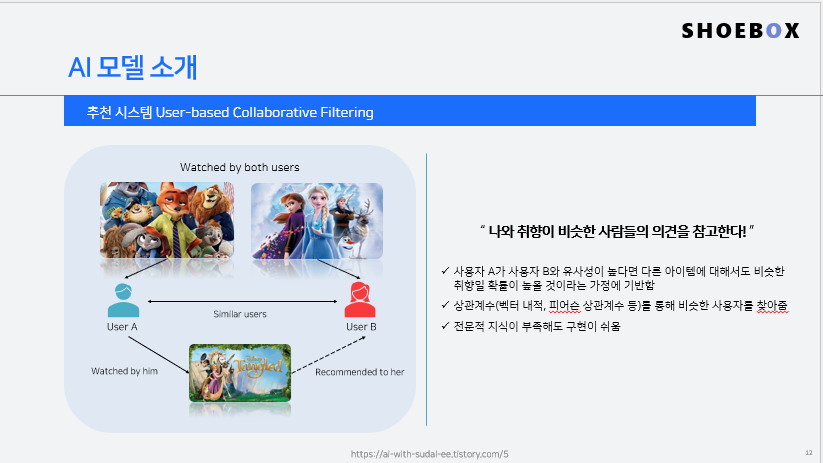 SHOEBOX
AI 모델 소개
추천 시스템 User-based Collaborative Filtering
Watched by both users
Similar users
User A
User B
Watched by him
Disney
Tangled
Recommended to her
“ 나와 취향이 비슷한 사람들의 의견을 참고한다! ”
✓ 사용자 A가 사용자 B와 유사성이 높다면 다른 아이템에 대해서도 비슷한
취향일 확률이 높을 것이라는 가정에 기반함
✓ 상관계수(벡터 내적, 피어슨 상관계수 등)를 통해 비슷한 사용자를 찾아줌
✓ 전문적 지식이 부족해도 구현이 쉬움
https://ai-with-sudal-ee.tistory.com/5
12